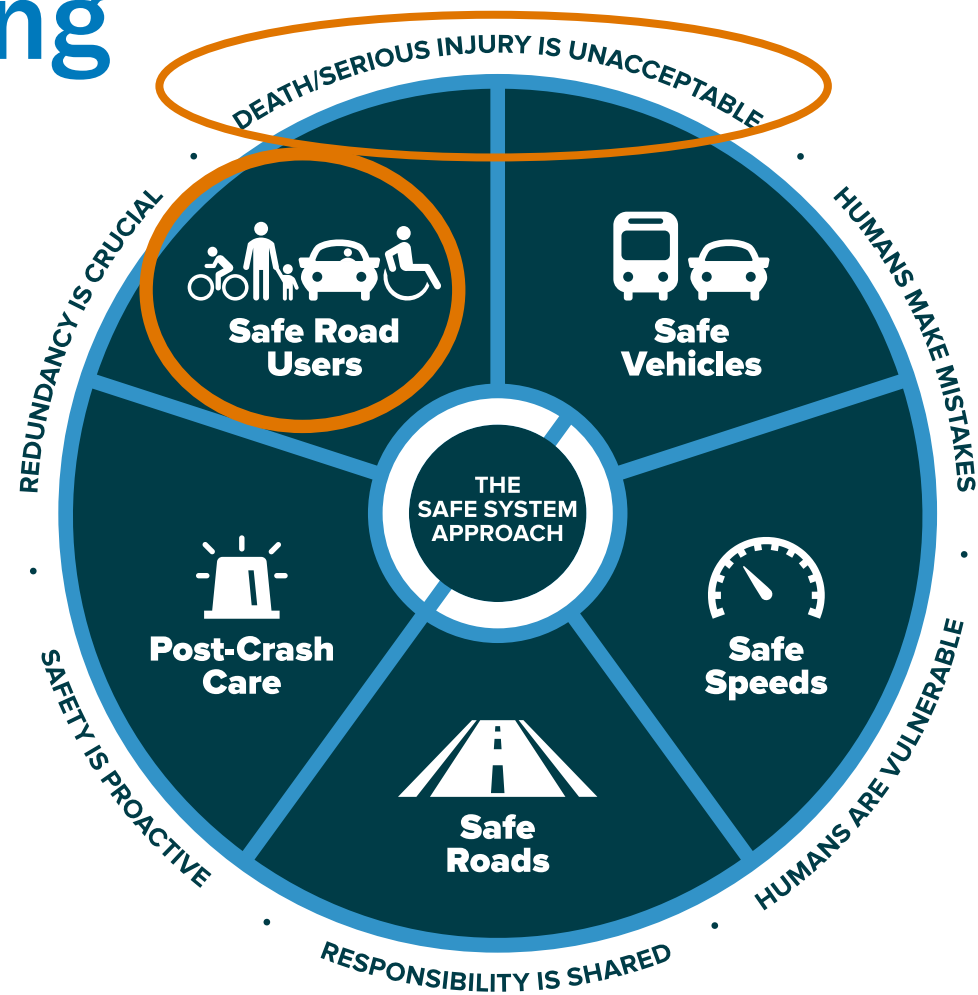 ng
DEATH/SERIOUS INJURY IS UNACCEPTABLE
HUMANS MAKE MISTAKES
HUMANS ARE VULNERABLE
RESPONSIBILITY IS SHARED
SAFETY IS PROACTIVE
REDUNDANCY IS CRUCIAL
Safe Road
Users
Safe
Vehicles
THE
SAFE SYSTEM
APPROACH
Post-Crash
Care
Safe
Speeds
Safe
Roads